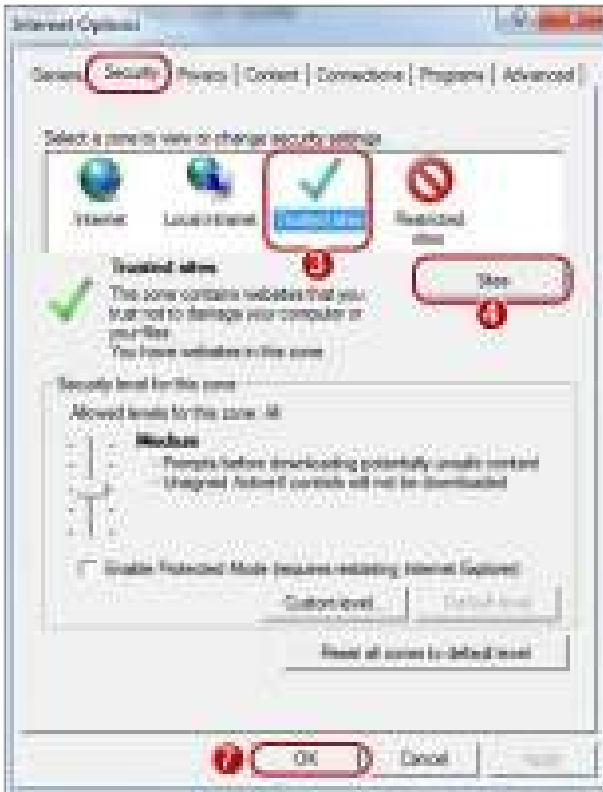 Internet Options
General Security Privacy Content Connections Programs Advanced
Select a zone to view or change security settings
Internet Local intranet Trusted sites Restricted sites
3
Trusted sites
Sites
4
This zone contains websites that you
trust not to damage your computer or
your files
You have websites in this zone
Security level for this zone
Allowed levels for this zone: All
Medium
- Prompts before downloading potentially unsafe content
- Unsigned ActiveX controls will not be downloaded
Enable Protected Mode (requires restarting Internet Explorer)
Custom level... Default level
Reset all zones to default level
7 OK Cancel Apply